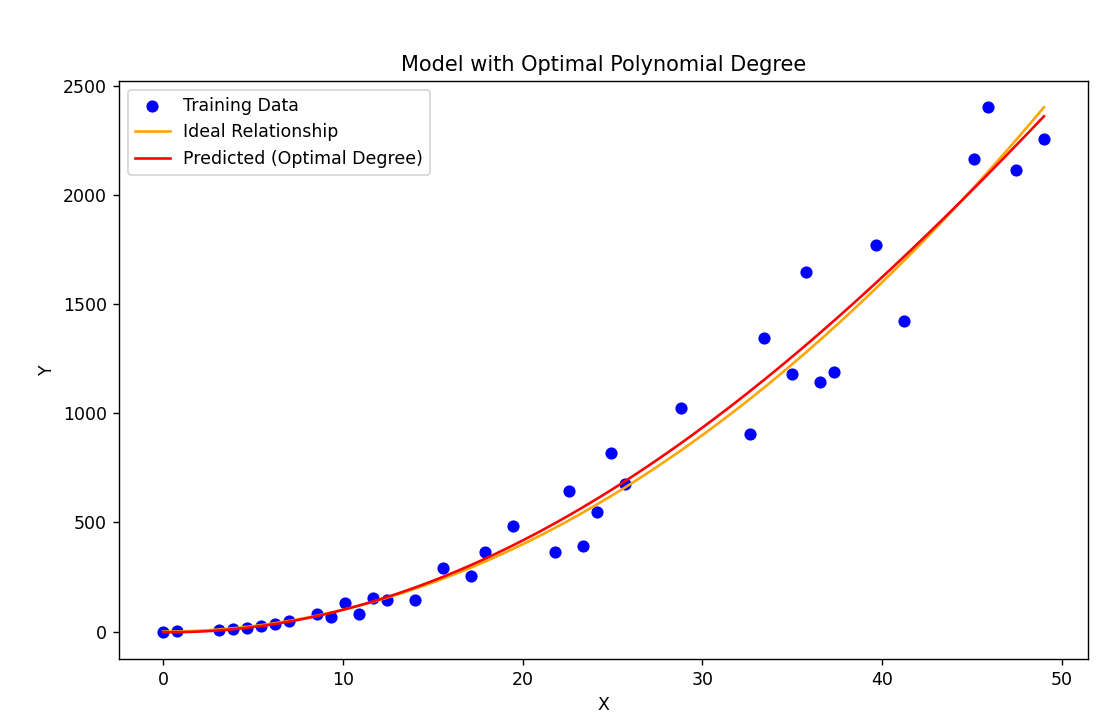 Model with Optimal Polynomial Degree
2500
2000
1500
1000
500
0
Y
Training Data
Ideal Relationship
Predicted (Optimal Degree)
0 10 20 30 40 50
X